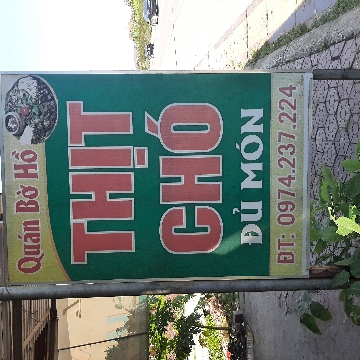 Quán Bờ Hồ
THỊT
CHÓ
ĐỦ MÓN
ĐT: 0974.237.224